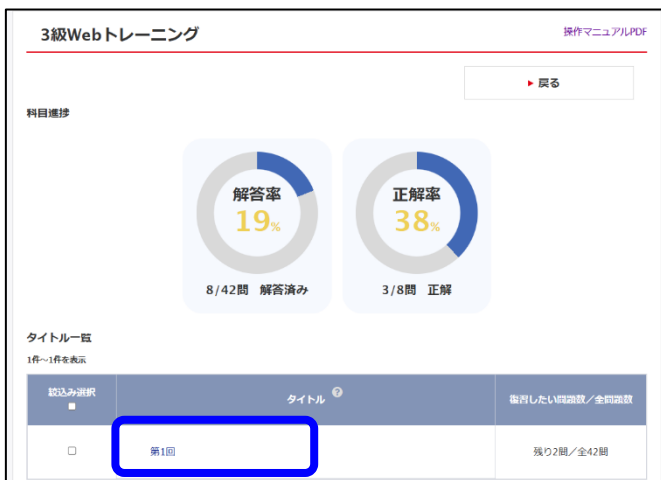 3級Webトレーニング
操作マニュアルPDF
戻る
科目進捗
解答率
19%
8/42問 解答済み
正解率
38%
3/8問 正解
タイトル一覧
1件～1件を表示
絞込み選択
タイトル ?
復習したい問題数／全問題数
第1回
残り2問／全42問